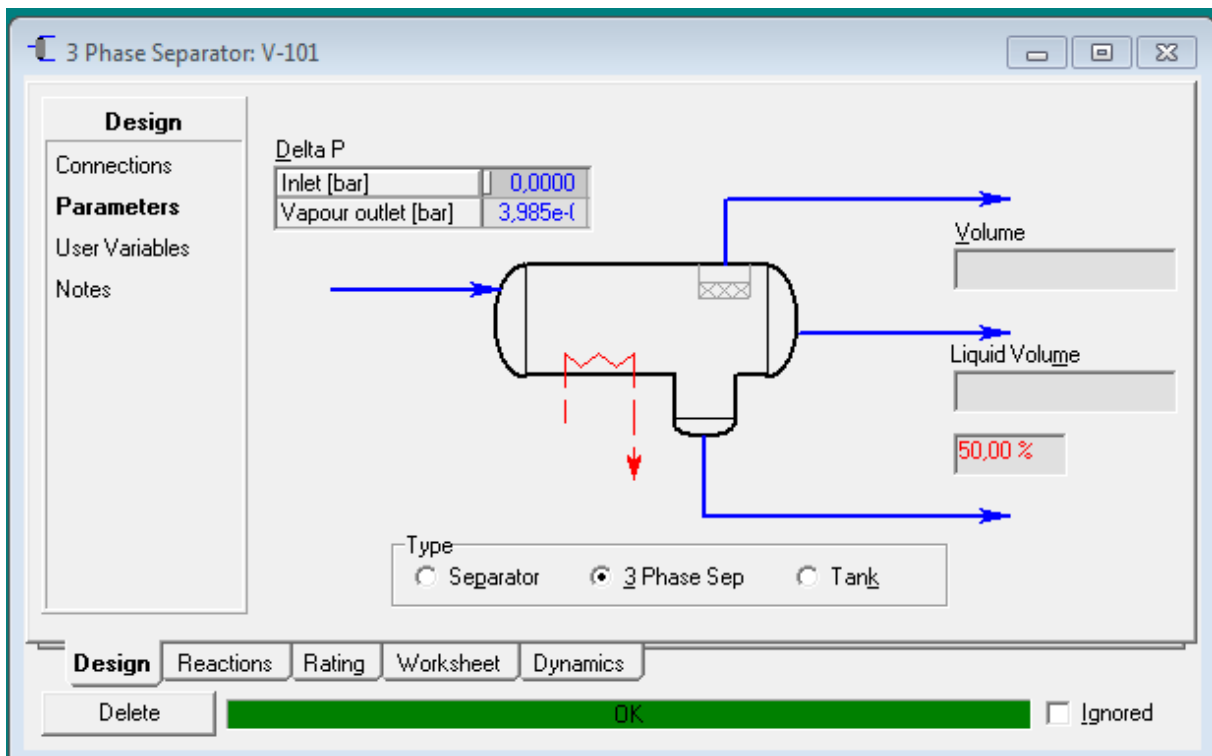 3 Phase Separator: V-101
Design
Connections
Parameters
User Variables
Notes
Delta P
Inlet [bar] 0,0000
Vapour outlet [bar] 3,985e-(
Volume
Liquid Volume
50,00 %
Type
Separator 3 Phase Sep Tank
Design Reactions Rating Worksheet Dynamics
Delete OK Ignored